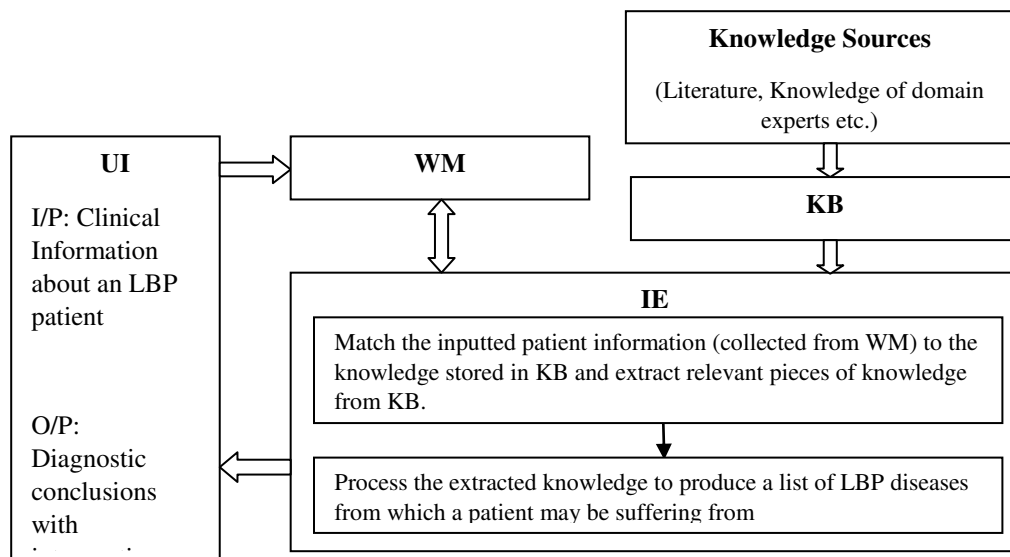 Knowledge Sources
(Literature, Knowledge of domain
experts etc.)
UI
I/P: Clinical
Information
about an LBP
patient
O/P:
Diagnostic
conclusions
with
WM
KB
IE
Match the inputted patient information (collected from WM) to the
knowledge stored in KB and extract relevant pieces of knowledge
from KB.
Process the extracted knowledge to produce a list of LBP diseases
from which a patient may be suffering from